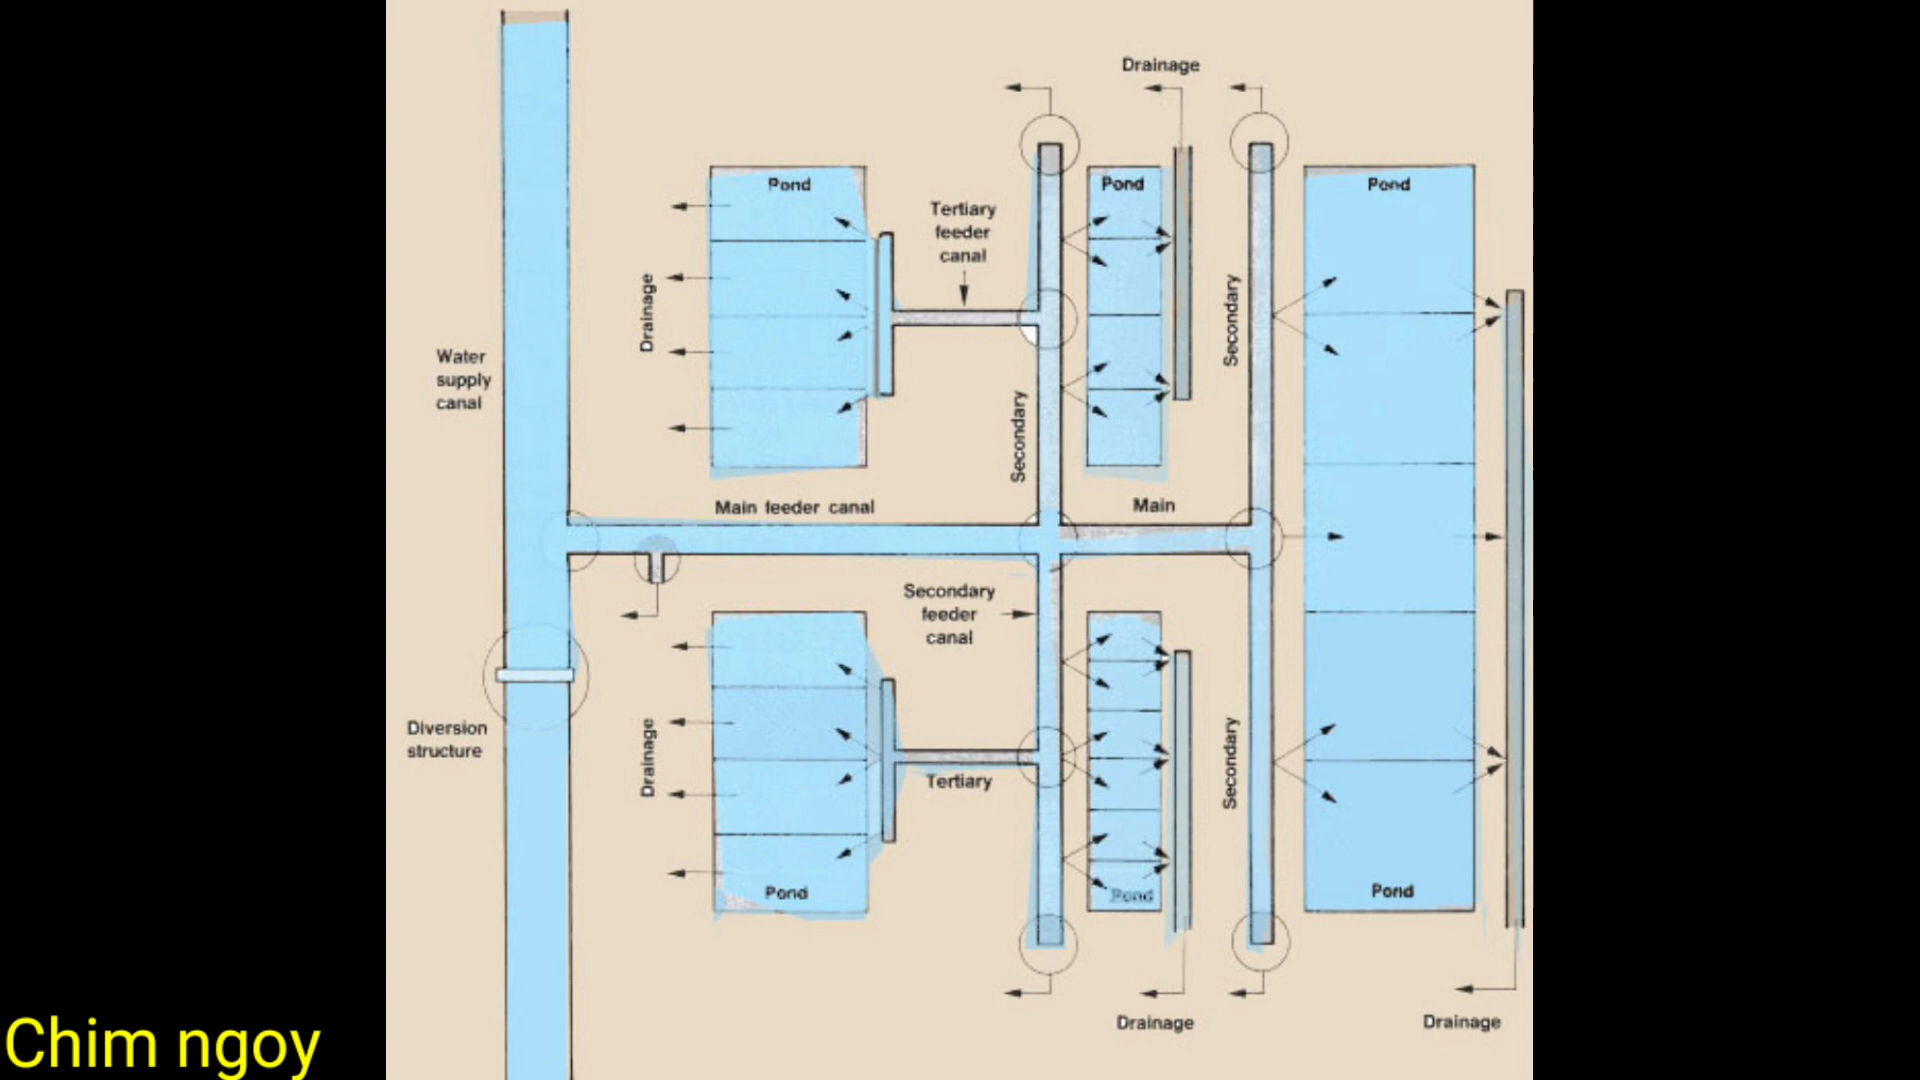 Drainage
Pond
Pond
Pond
Tertiary
feeder
canal
Drainage
Secondary
Water
supply
canal
Secondary
Main feeder canal
Main
Secondary
feeder
canal
Diversion
structure
Drainage
Secondary
Tertiary
Pond
Pond
Pond
Drainage
Drainage
Chim ngoy